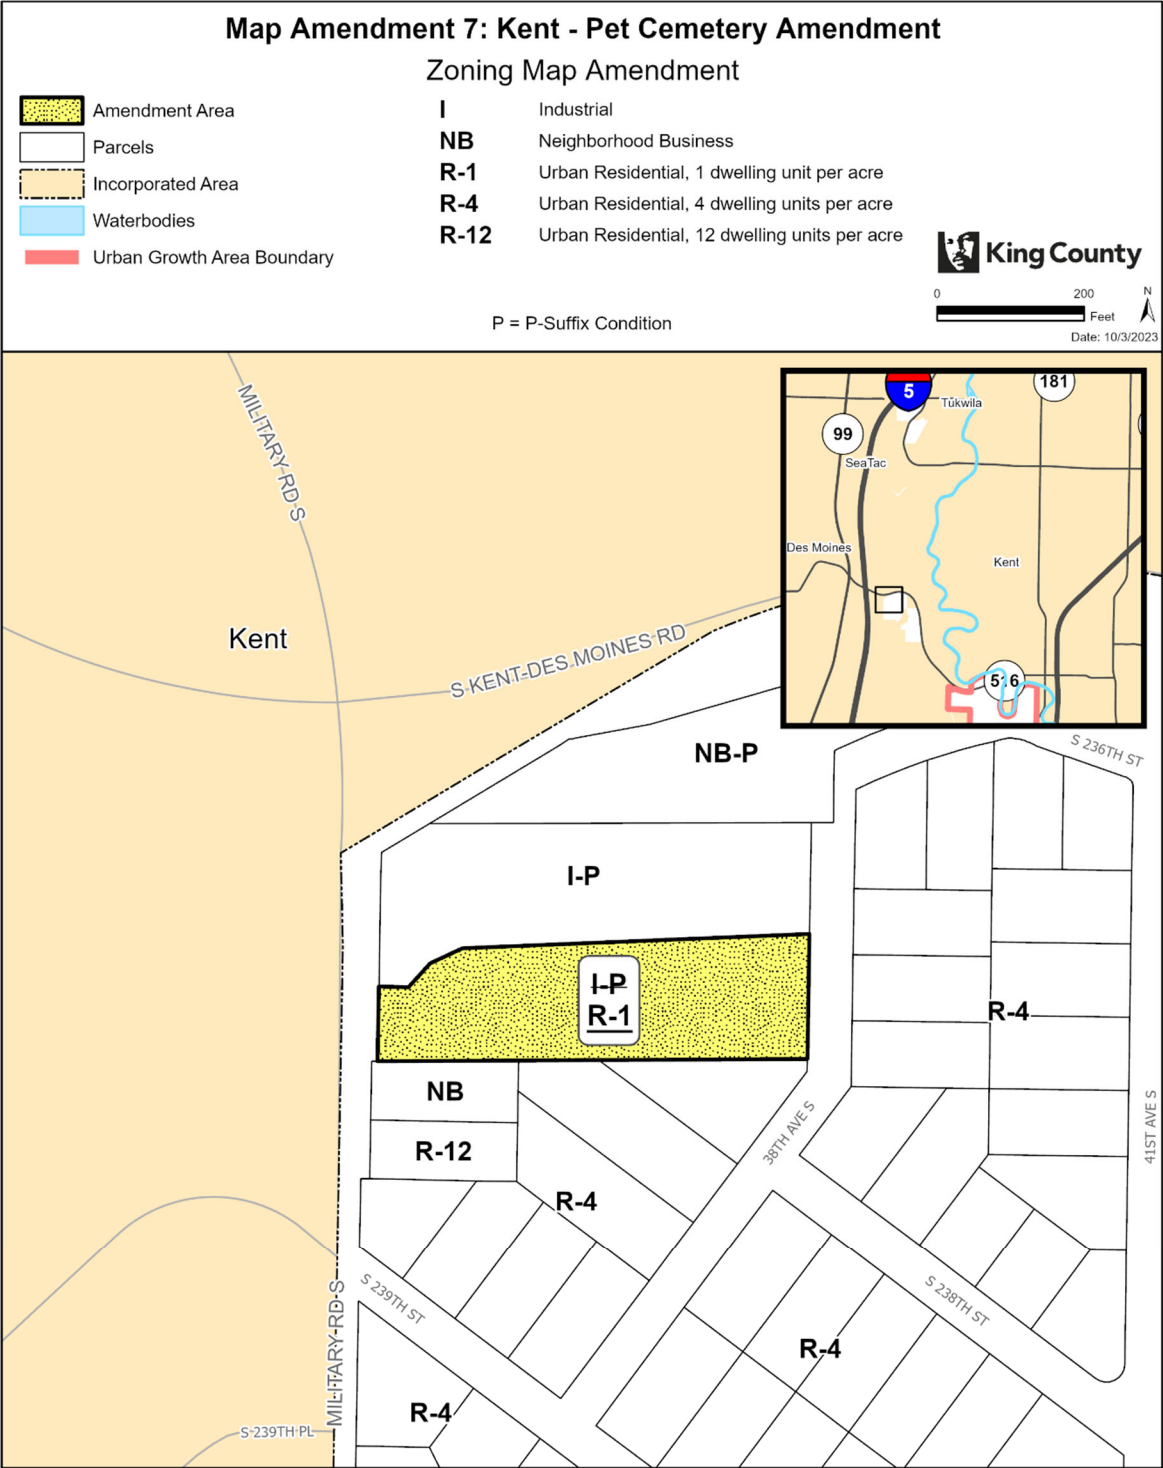 Map Amendment 7: Kent - Pet Cemetery Amendment
Zoning Map Amendment
Amendment Area
Parcels
Incorporated Area
Waterbodies
Urban Growth Area Boundary
I Industrial
NB Neighborhood Business
R-1 Urban Residential, 1 dwelling unit per acre
R-4 Urban Residential, 4 dwelling units per acre
R-12 Urban Residential, 12 dwelling units per acre
P = P-Suffix Condition
King County
0 200
Feet
N
Date: 10/3/2023
MILITARY RD S
Kent
S KENT-DES MOINES RD
5
181
Tukwila
99
SeaTac
Des Moines
Kent
516
NB-P
S 236TH ST
I-P
I-P
R-1
R-4
NB
R-12
R-4
38TH AVE S
41ST AVE S
S 239TH ST
S 238TH ST
MILITARY RD S
R-4
R-4
S 239TH PL